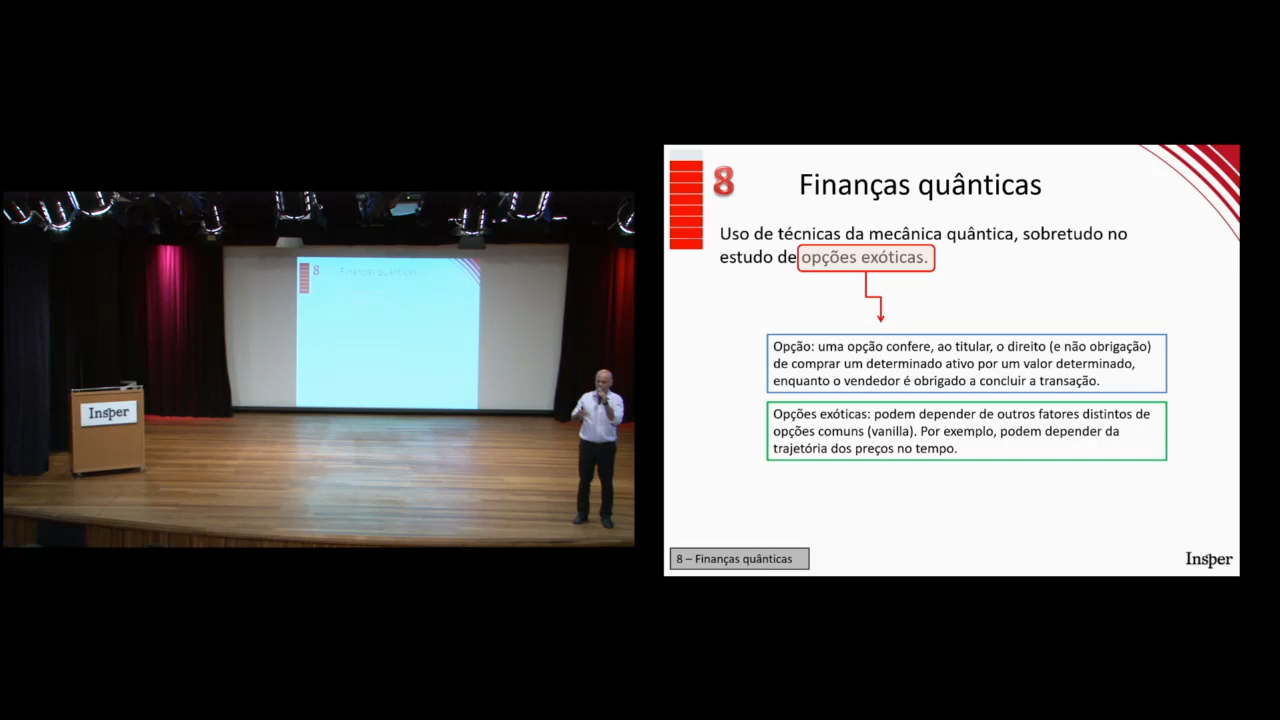 Insper
8 Finanças quânticas
8 Finanças quânticas
Uso de técnicas da mecânica quântica, sobretudo no
estudo de opções exóticas.
Opção: uma opção confere, ao titular, o direito (e não obrigação)
de comprar um determinado ativo por um valor determinado,
enquanto o vendedor é obrigado a concluir a transação.
Opções exóticas: podem depender de outros fatores distintos de
opções comuns (vanilla). Por exemplo, podem depender da
trajetória dos preços no tempo.
8 – Finanças quânticas
Insper